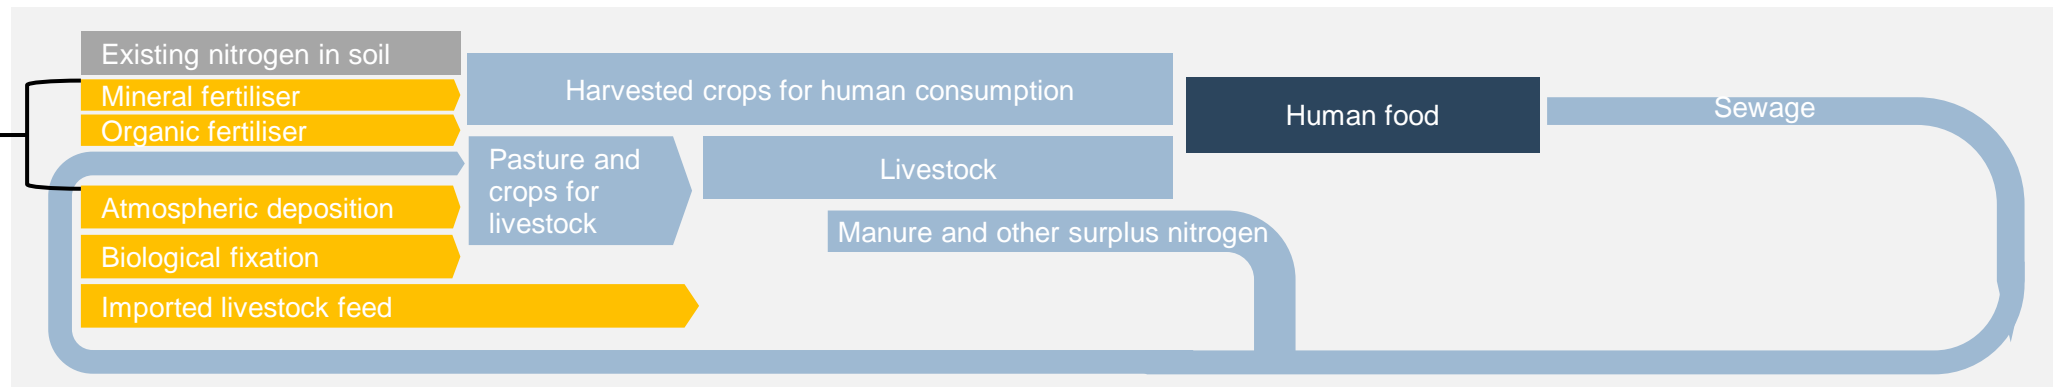 Existing nitrogen in soil
Mineral fertiliser
Organic fertiliser
Atmospheric deposition
Biological fixation
Imported livestock feed
Harvested crops for human consumption
Pasture and
crops for
livestock
Livestock
Manure and other surplus nitrogen
Human food
Sewage